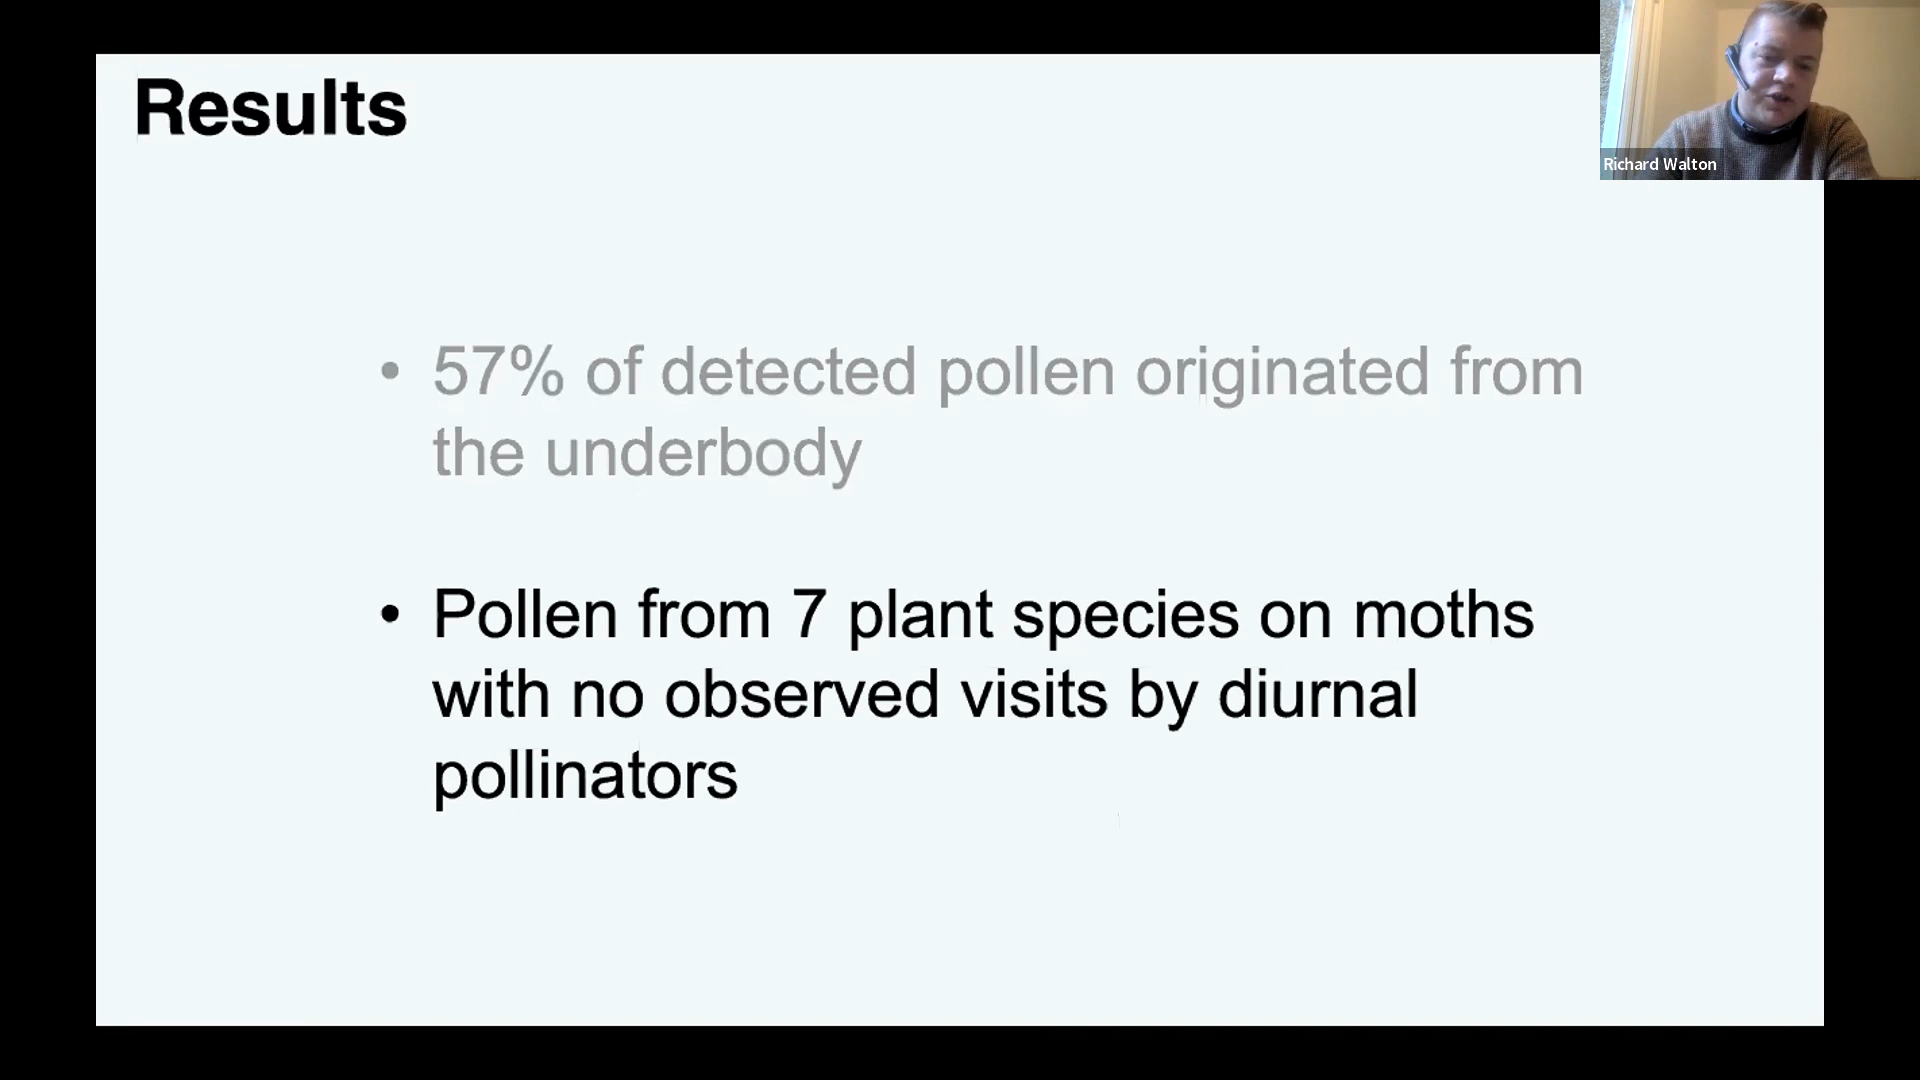 Results
Richard Walton
• 57% of detected pollen originated from
the underbody
• Pollen from 7 plant species on moths
with no observed visits by diurnal
pollinators